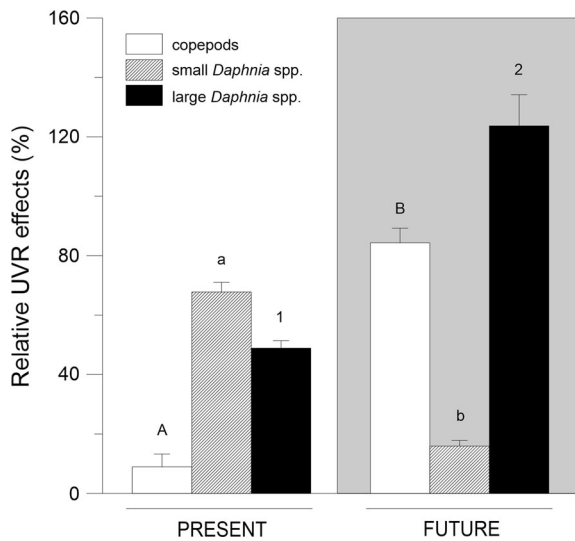 Relative UVR effects (%)
160
120
80
40
0
copepods
small Daphnia spp.
large Daphnia spp.
A
a
1
B
b
2
PRESENT
FUTURE